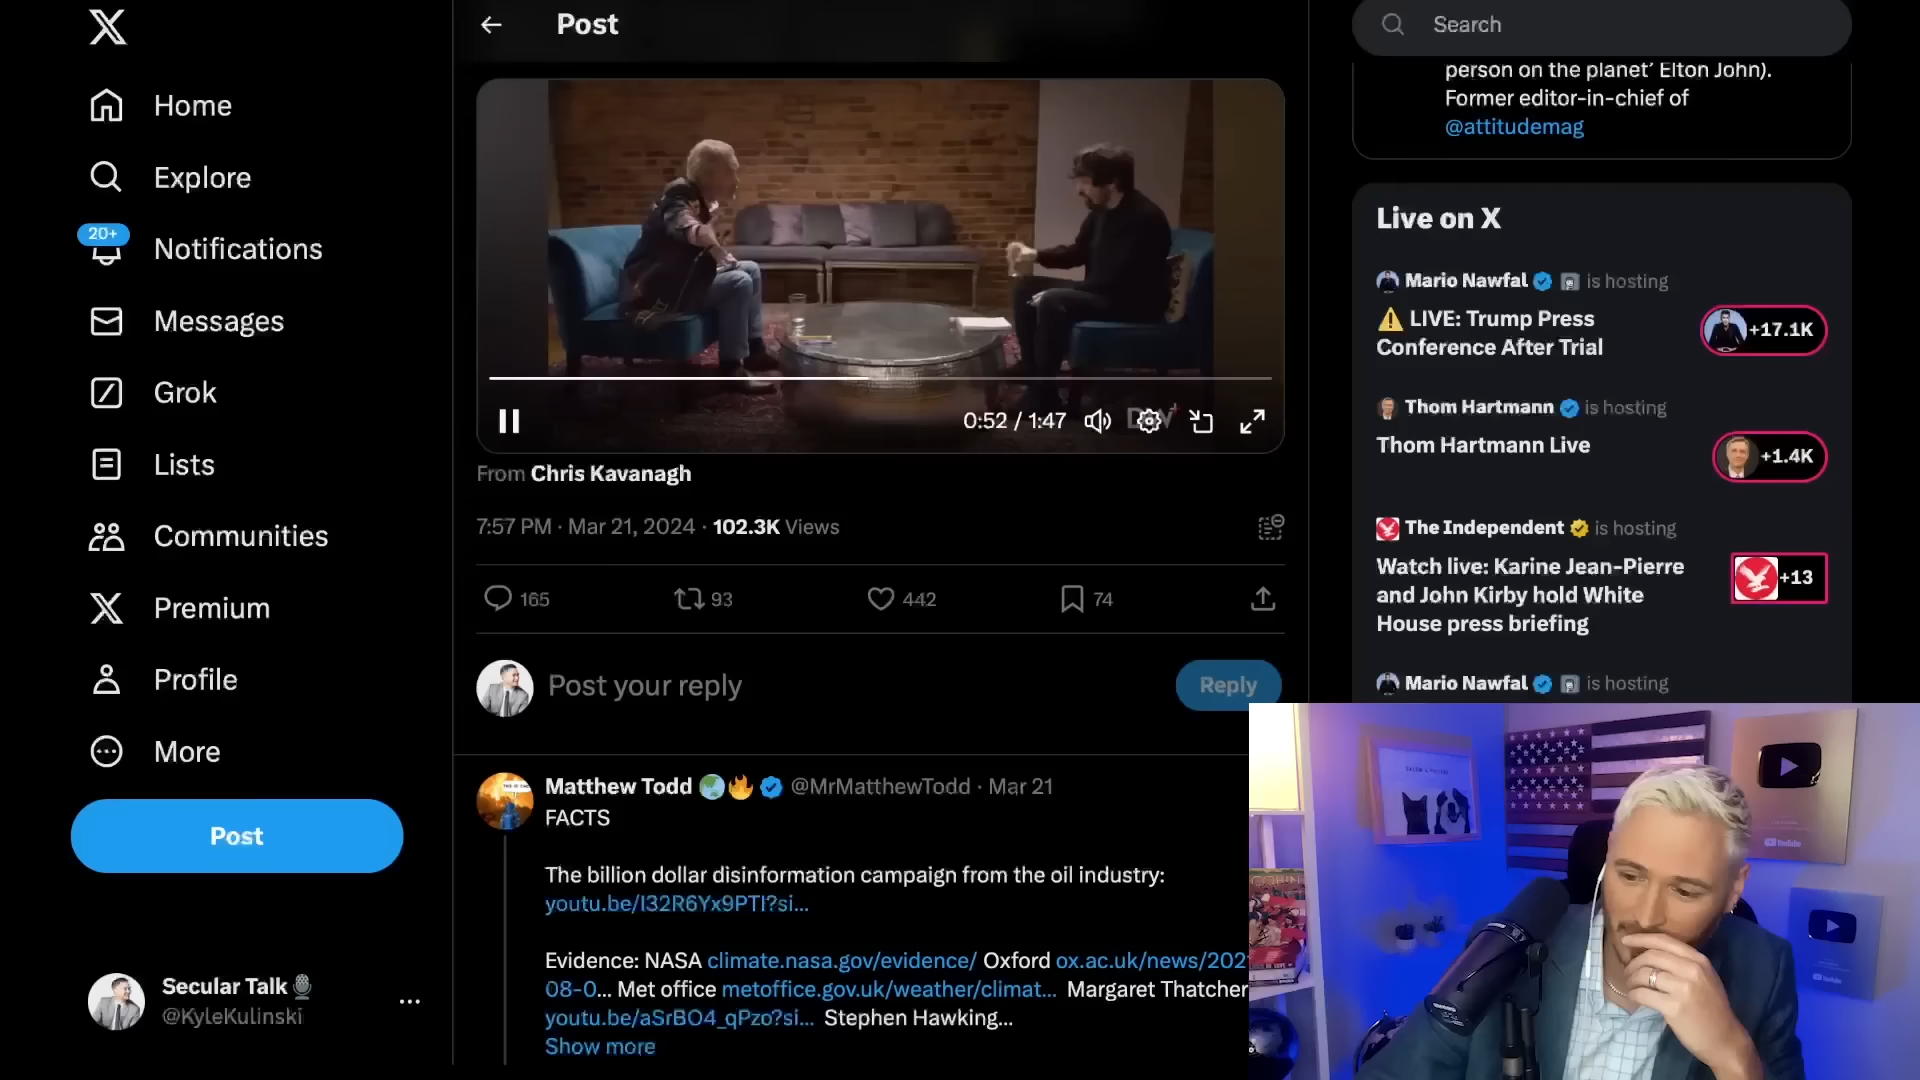 Home
Explore
20+
Notifications
Messages
Grok
Lists
Communities
Premium
Profile
More
Post
Secular Talk
@KyleKulinski
Post
0:52 / 1:47
From Chris Kavanagh
7:57 PM · Mar 21, 2024 · 102.3K Views
165
93
442
74
Post your reply
Reply
Matthew Todd @MrMatthewTodd · Mar 21
FACTS
The billion dollar disinformation campaign from the oil industry:
youtu.be/I32R6Yx9PTI?si...
Evidence: NASA climate.nasa.gov/evidence/ Oxford ox.ac.uk/news/202
08-0... Met office metoffice.gov.uk/weather/climat... Margaret Thatcher
youtu.be/aSrBO4_qPzo?si... Stephen Hawking...
Show more
Search
person on the planet’ Elton John).
Former editor-in-chief of
@attitudemag
Live on X
Mario Nawfal is hosting
LIVE: Trump Press
Conference After Trial
+17.1K
Thom Hartmann is hosting
Thom Hartmann Live
+1.4K
The Independent is hosting
Watch live: Karine Jean-Pierre
and John Kirby hold White
House press briefing
+13
Mario Nawfal is hosting
YouTube
YouTube